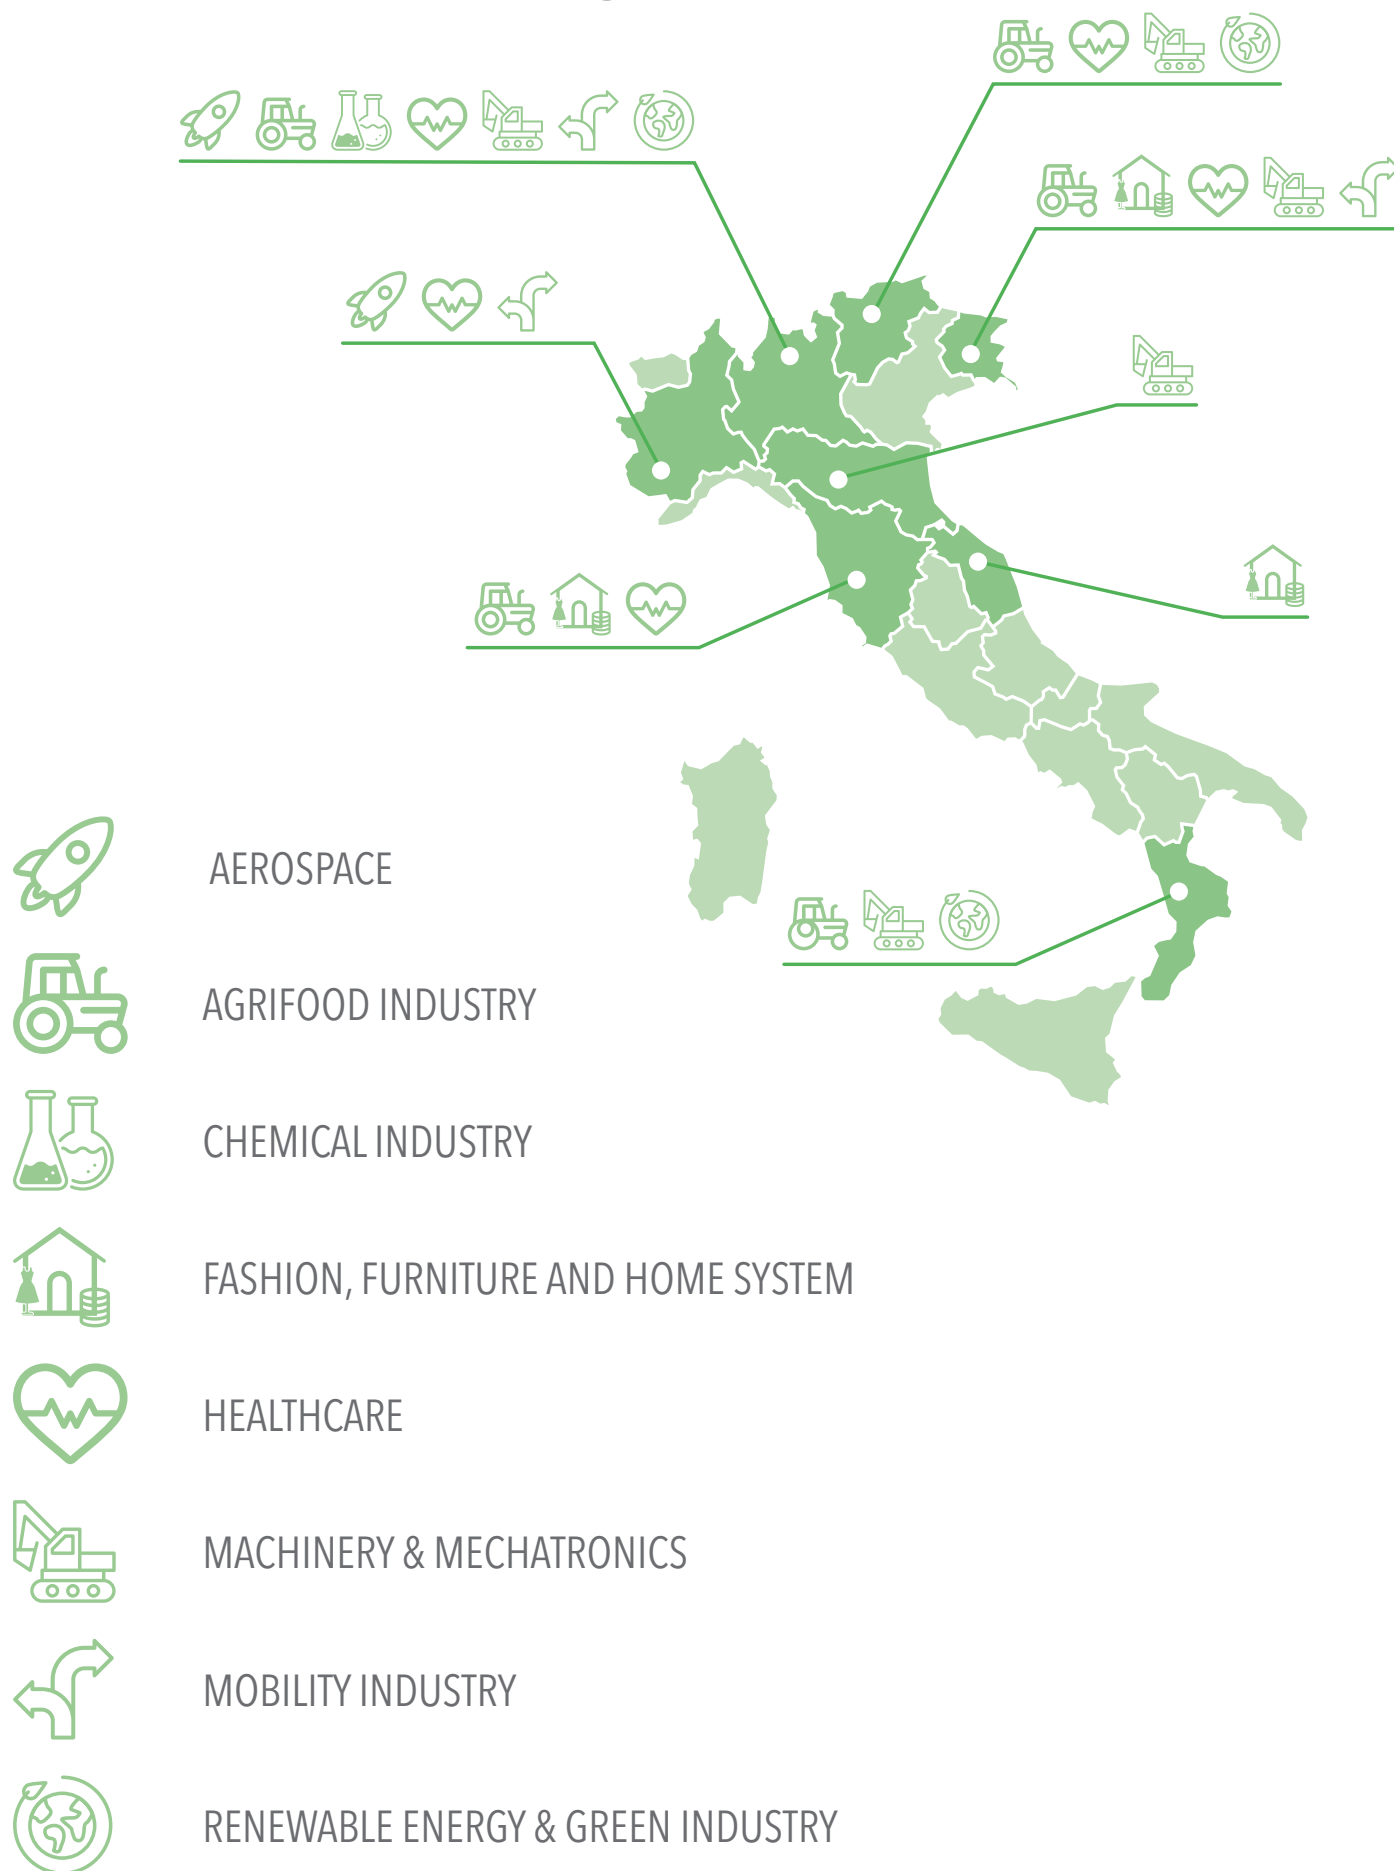 AEROSPACE
AGRIFOOD INDUSTRY
CHEMICAL INDUSTRY
FASHION, FURNITURE AND HOME SYSTEM
HEALTHCARE
MACHINERY & MECHATRONICS
MOBILITY INDUSTRY
RENEWABLE ENERGY & GREEN INDUSTRY